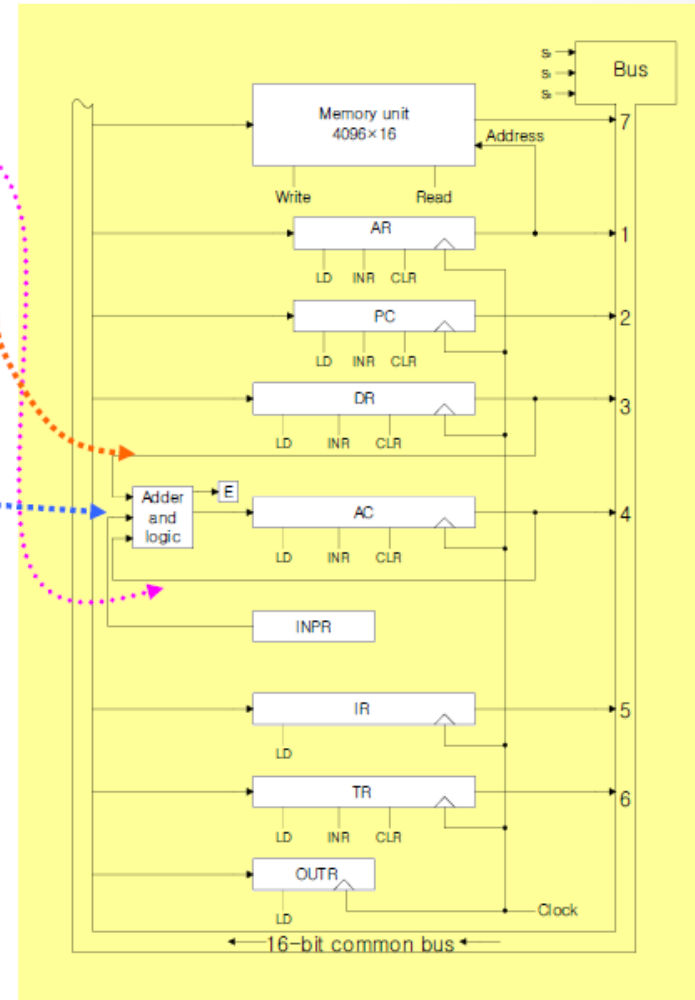 S₂
S₁
S₀
Bus
Memory unit
4096×16
7
Address
Write
Read
AR
1
LD INR CLR
PC
2
LD INR CLR
DR
3
LD INR CLR
Adder
and
logic
E
AC
4
LD INR CLR
INPR
IR
5
LD
TR
6
LD INR CLR
OUTR
LD
Clock
16-bit common bus